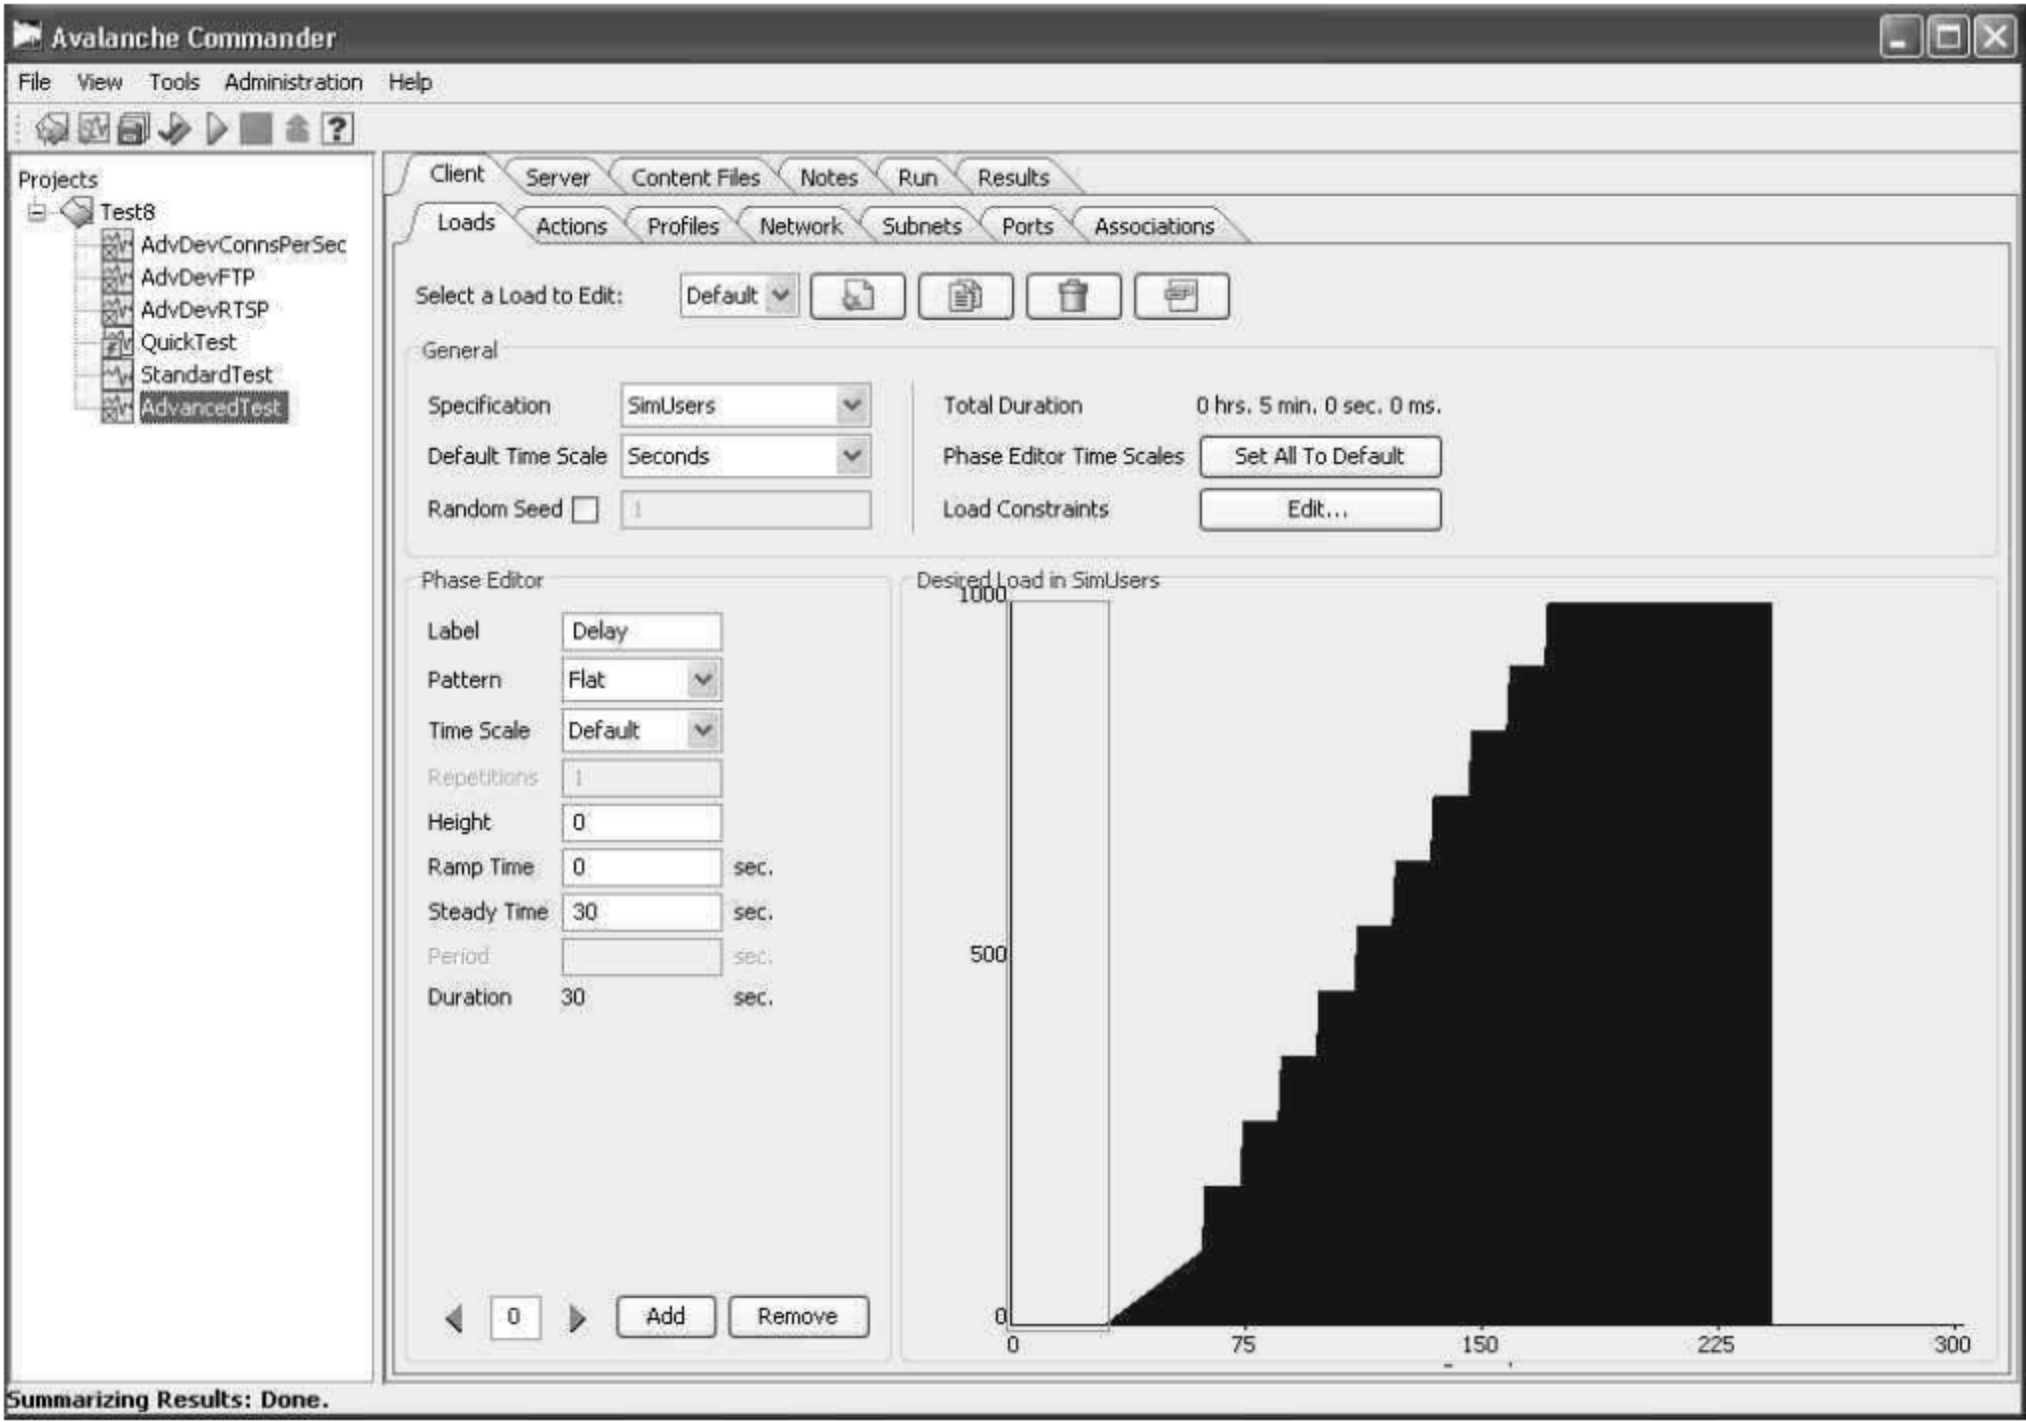 Avalanche Commander
File View Tools Administration Help
Projects
Test8
AdvDevConnsPerSec
AdvDevFTP
AdvDevRTSP
QuickTest
StandardTest
AdvancedTest
Client Server Content Files Notes Run Results
Loads Actions Profiles Network Subnets Ports Associations
Select a Load to Edit: Default
General
Specification SimUsers
Total Duration 0 hrs. 5 min. 0 sec. 0 ms.
Default Time Scale Seconds
Phase Editor Time Scales Set All To Default
Random Seed 1
Load Constraints Edit...
Phase Editor
Label Delay
Pattern Flat
Time Scale Default
Repetitions 1
Height 0
Ramp Time 0 sec.
Steady Time 30 sec.
Period sec.
Duration 30 sec.
0 Add Remove
Desired Load in SimUsers
1000
500
0
0 75 150 225 300
Summarizing Results: Done.